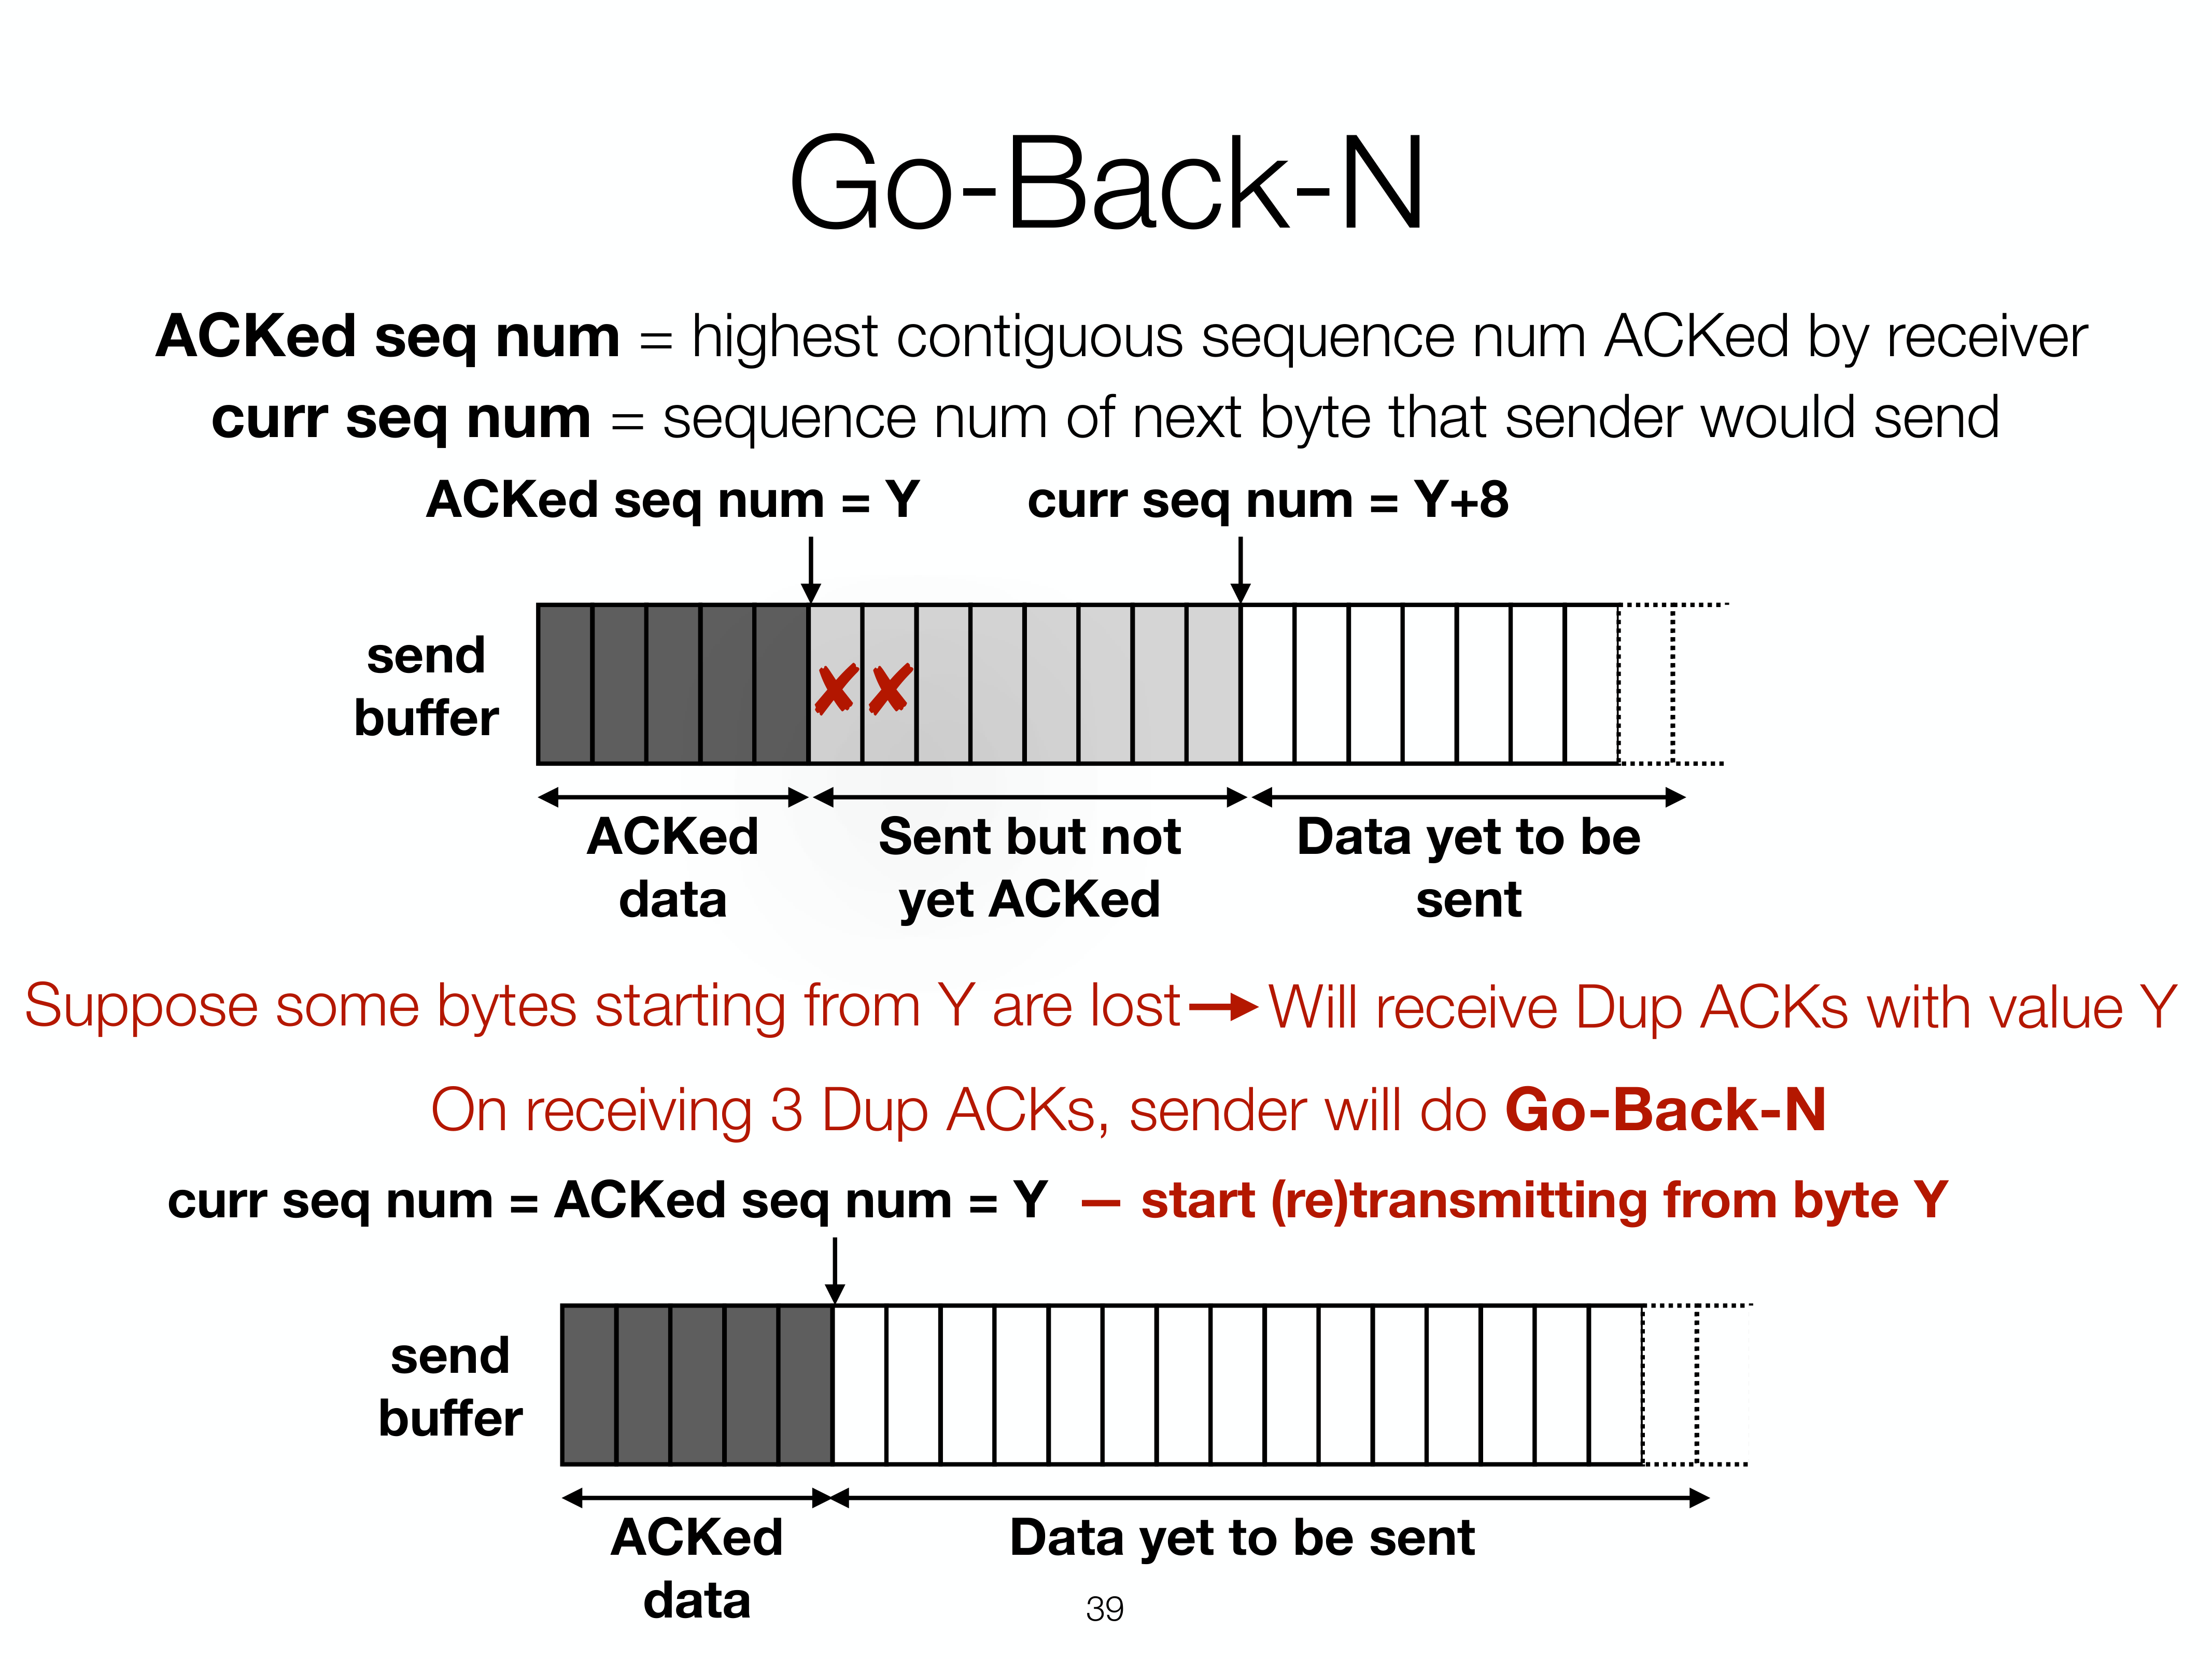 Go-Back-N
ACKed seq num = highest contiguous sequence num ACKed by receiver
curr seq num = sequence num of next byte that sender would send
ACKed seq num = Y
curr seq num = Y+8
send
buffer
✘✘
ACKed
data
Sent but not
yet ACKed
Data yet to be
sent
Suppose some bytes starting from Y are lost → Will receive Dup ACKs with value Y
On receiving 3 Dup ACKs, sender will do Go-Back-N
curr seq num = ACKed seq num = Y — start (re)transmitting from byte Y
send
buffer
ACKed
data
Data yet to be sent
39